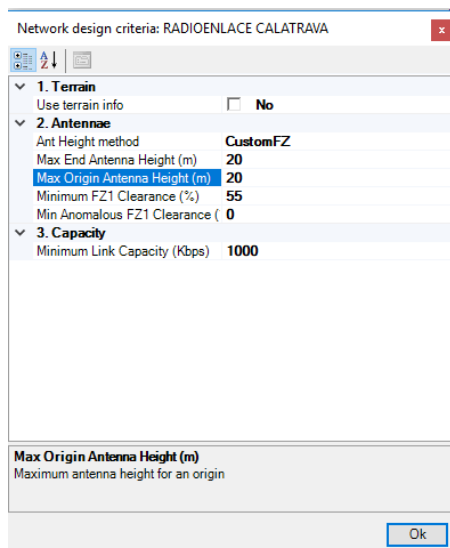 Network design criteria: RADIOENLACE CALATRAVA
x
A Z
1. Terrain
Use terrain info No
2. Antennae
Ant Height method CustomFZ
Max End Antenna Height (m) 20
Max Origin Antenna Height (m) 20
Minimum FZ1 Clearance (%) 55
Min Anomalous FZ1 Clearance ( 0
3. Capacity
Minimum Link Capacity (Kbps) 1000
Max Origin Antenna Height (m)
Maximum antenna height for an origin
Ok